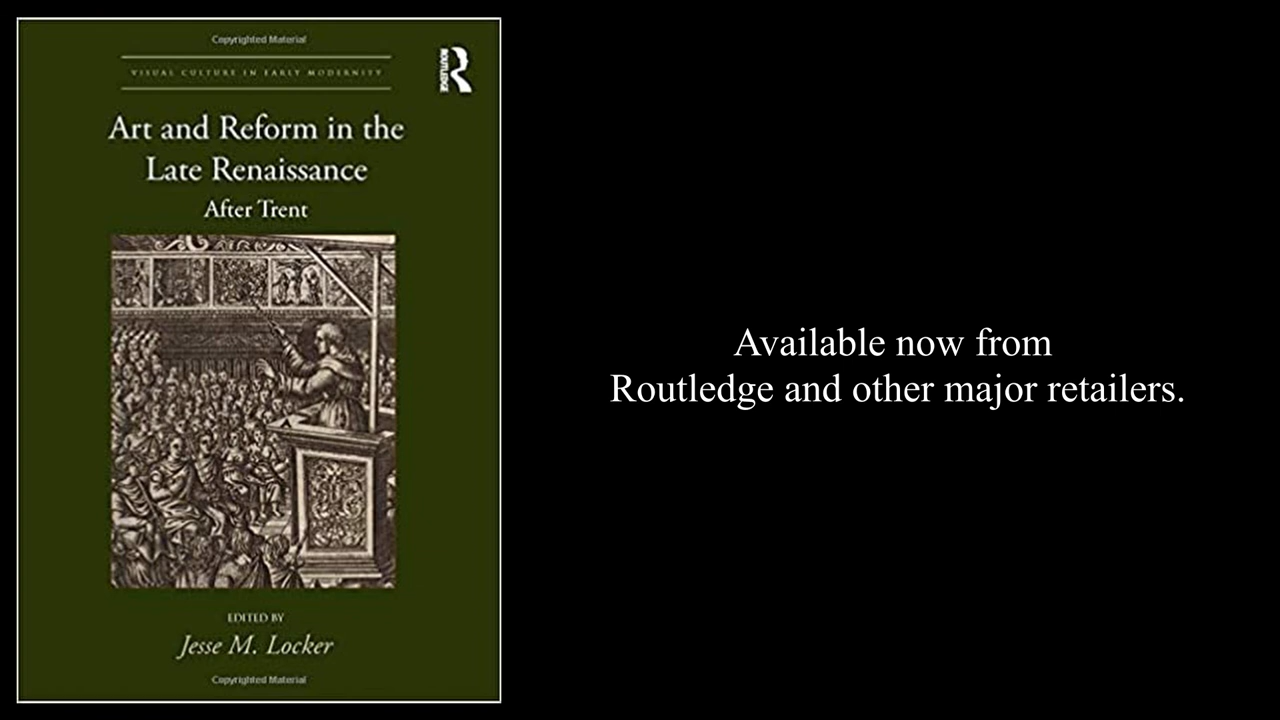 Copyrighted Material
VISUAL CULTURE IN EARLY MODERNITY
ROUTLEDGE
Art and Reform in the
Late Renaissance
After Trent
EDITED BY
Jesse M. Locker
Copyrighted Material
Available now from
Routledge and other major retailers.